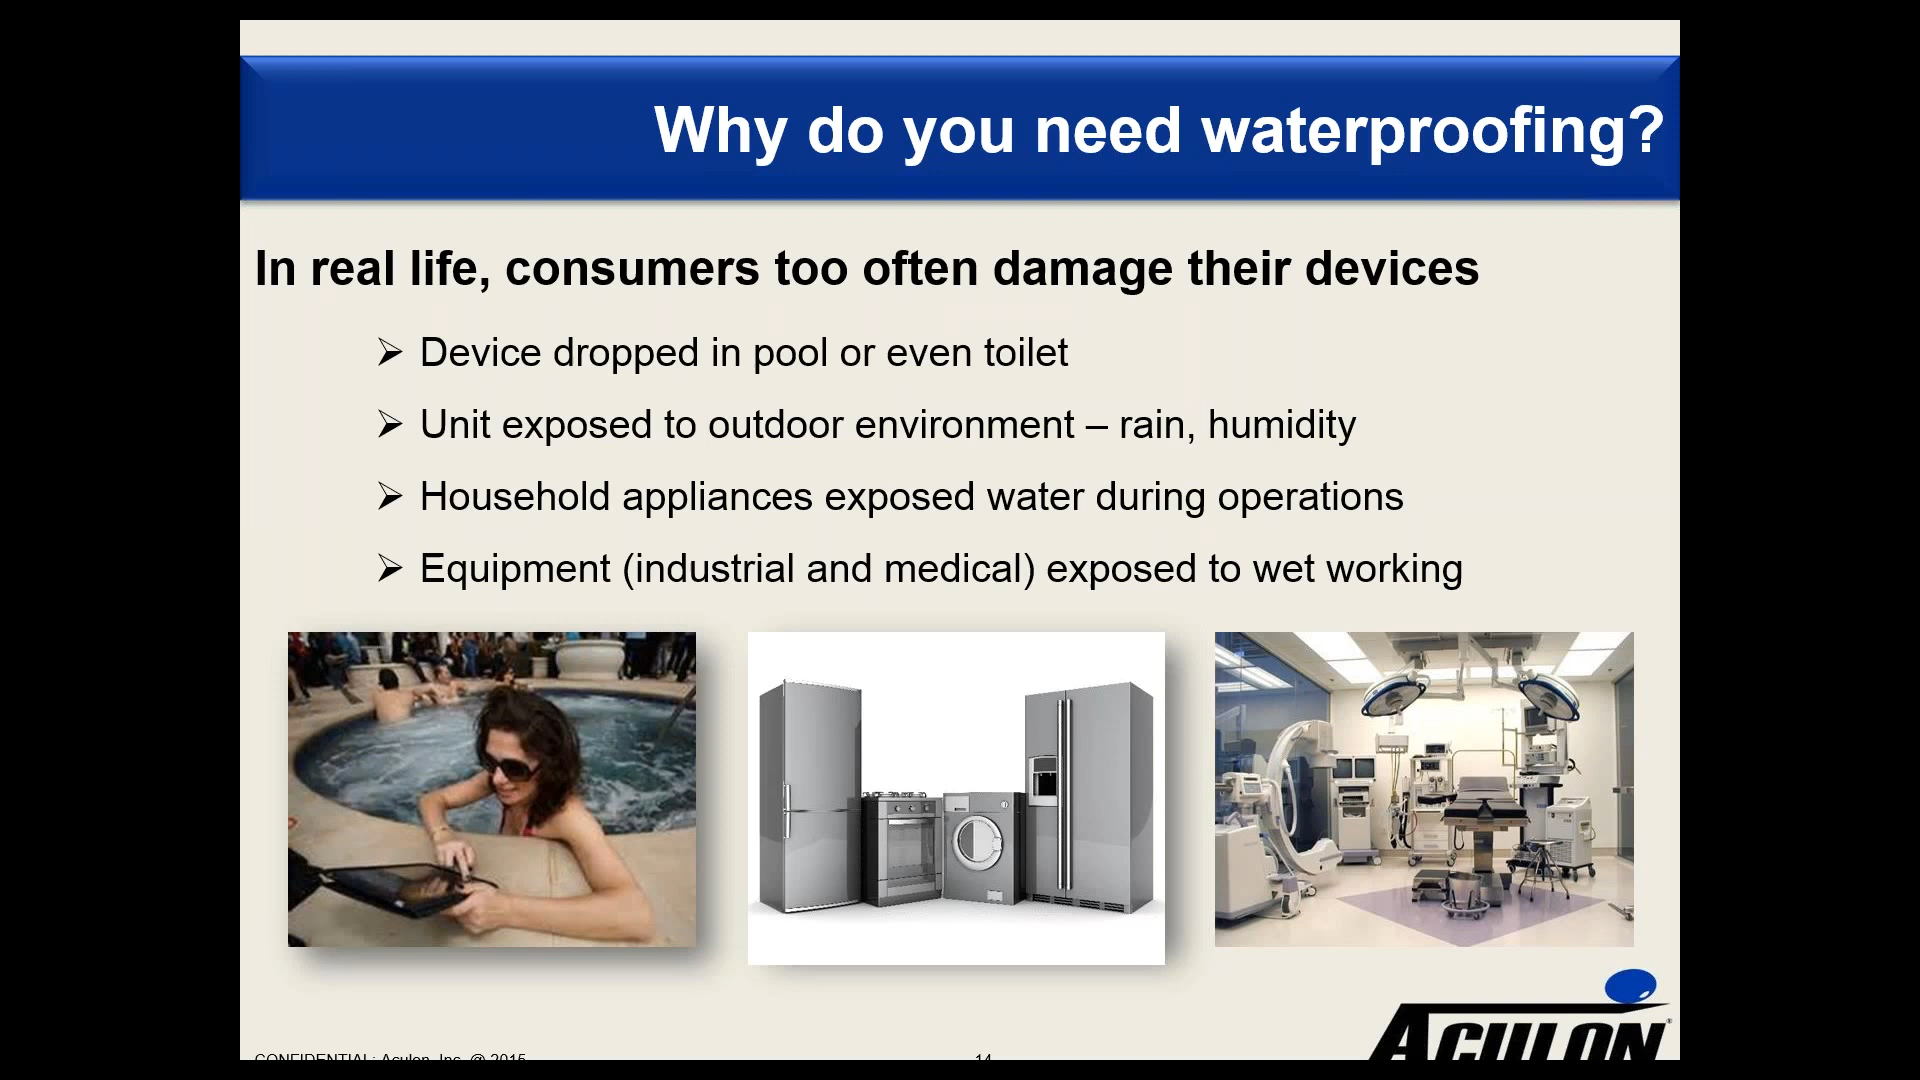 Why do you need waterproofing?
In real life, consumers too often damage their devices
➢ Device dropped in pool or even toilet
➢ Unit exposed to outdoor environment – rain, humidity
➢ Household appliances exposed water during operations
➢ Equipment (industrial and medical) exposed to wet working
ACULON®
CONFIDENTIAL: Aculon, Inc. @ 2015
14